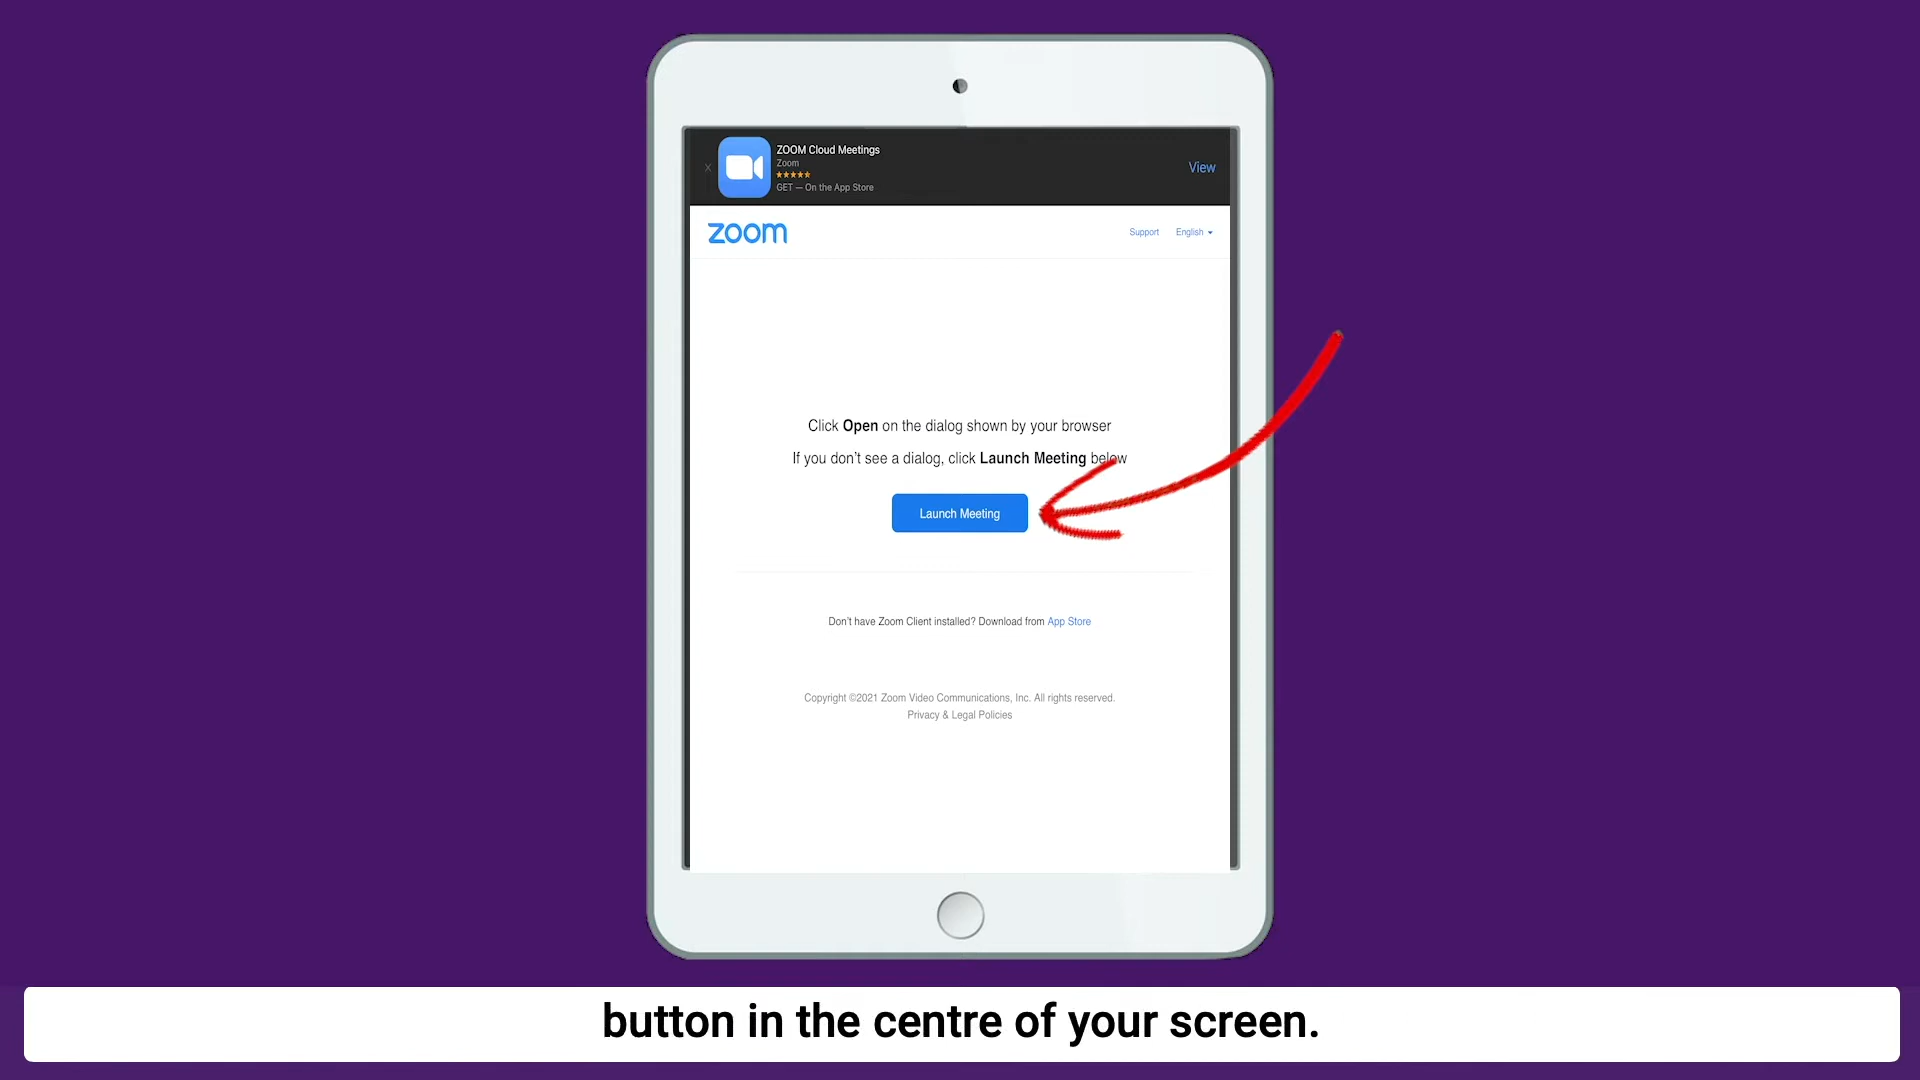 ZOOM Cloud Meetings
Zoom
GET — On the App Store
X
View
zoom
Support English
Click Open on the dialog shown by your browser
If you don't see a dialog, click Launch Meeting below
Launch Meeting
Don't have Zoom Client installed? Download from App Store
Copyright ©2021 Zoom Video Communications, Inc. All rights reserved.
Privacy & Legal Policies
button in the centre of your screen.